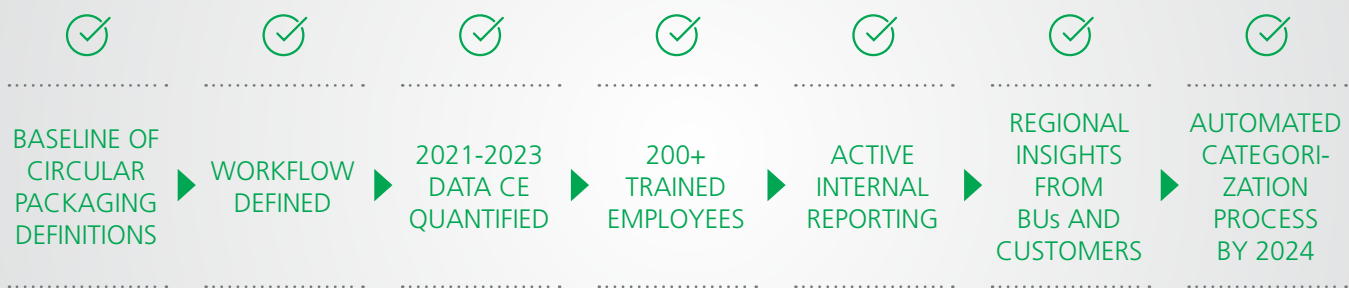 BASELINE OF
CIRCULAR
PACKAGING
DEFINITIONS
WORKFLOW
DEFINED
2021-2023
DATA CE
QUANTIFIED
200+
TRAINED
EMPLOYEES
ACTIVE
INTERNAL
REPORTING
REGIONAL
INSIGHTS
FROM
BUs AND
CUSTOMERS
AUTOMATED
CATEGORI-
ZATION
PROCESS
BY 2024